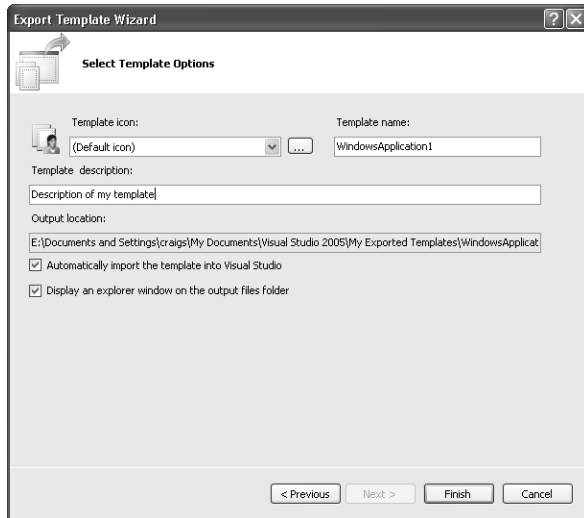 Export Template Wizard
Select Template Options
Template icon:
Template name:
(Default icon)
...
WindowsApplication1
Template description:
Description of my template
Output location:
E:\Documents and Settings\craigs\My Documents\Visual Studio 2005\My Exported Templates\WindowsApplicat
Automatically import the template into Visual Studio
Display an explorer window on the output files folder
< Previous
Next >
Finish
Cancel